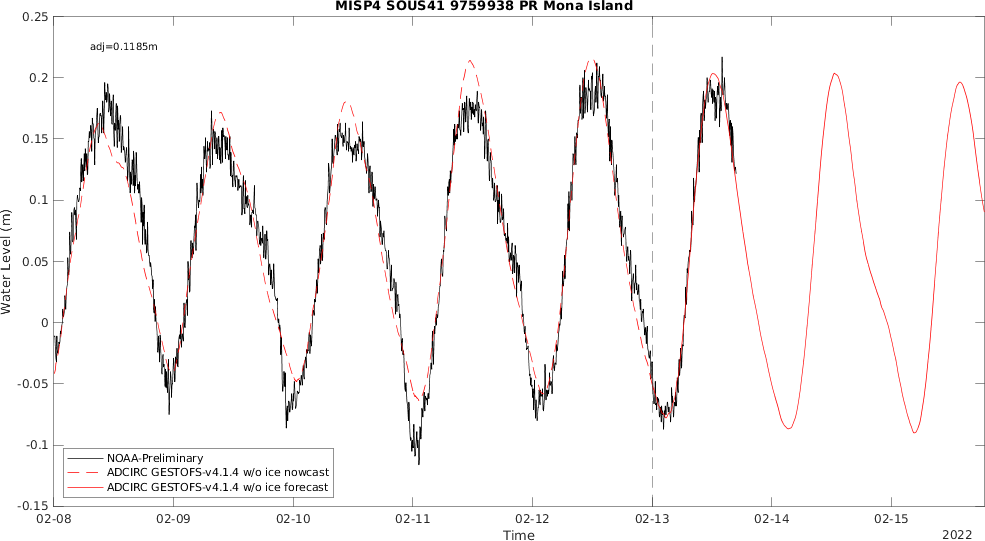 MISP4 SOUS41 9759938 PR Mona Island
adj=0.1185m
0.25
0.2
0.15
0.1
0.05
0
-0.05
-0.1
-0.15
Water Level (m)
NOAA-Preliminary
ADCIRC GESTOFS-v4.1.4 w/o ice nowcast
ADCIRC GESTOFS-v4.1.4 w/o ice forecast
02-08 02-09 02-10 02-11 02-12 02-13 02-14 02-15
Time
2022